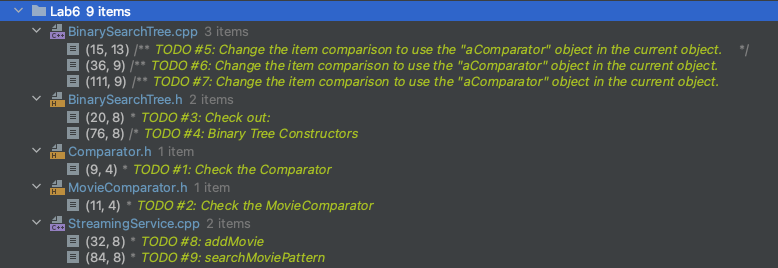 Lab6 9 items
BinarySearchTree.cpp 3 items
(15, 13) /** TODO #5: Change the item comparison to use the "aComparator" object in the current object. */
(36, 9) /** TODO #6: Change the item comparison to use the "aComparator" object in the current object.
(111, 9) /** TODO #7: Change the item comparison to use the "aComparator" object in the current object.
BinarySearchTree.h 2 items
(20, 8) * TODO #3: Check out:
(76, 8) /* TODO #4: Binary Tree Constructors
Comparator.h 1 item
(9, 4) * TODO #1: Check the Comparator
MovieComparator.h 1 item
(11, 4) * TODO #2: Check the MovieComparator
StreamingService.cpp 2 items
(32, 8) * TODO #8: addMovie
(84, 8) * TODO #9: searchMoviePattern